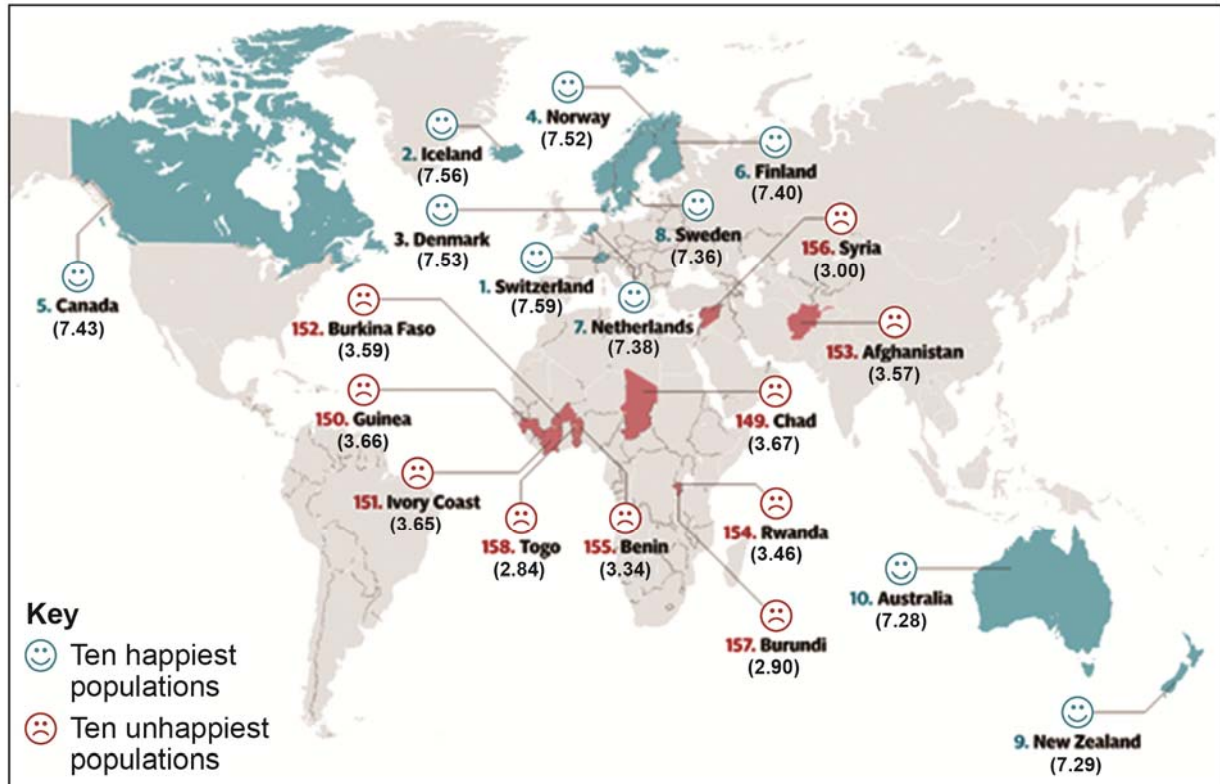 4. Norway
(7.52)
2. Iceland
(7.56)
6. Finland
(7.40)
3. Denmark
(7.53)
8. Sweden
(7.36)
156. Syria
(3.00)
5. Canada
(7.43)
1. Switzerland
(7.59)
7. Netherlands
(7.38)
152. Burkina Faso
(3.59)
153. Afghanistan
(3.57)
150. Guinea
(3.66)
149. Chad
(3.67)
151. Ivory Coast
(3.65)
158. Togo
(2.84)
155. Benin
(3.34)
154. Rwanda
(3.46)
10. Australia
(7.28)
157. Burundi
(2.90)
9. New Zealand
(7.29)
Key
Ten happiest
populations
Ten unhappiest
populations